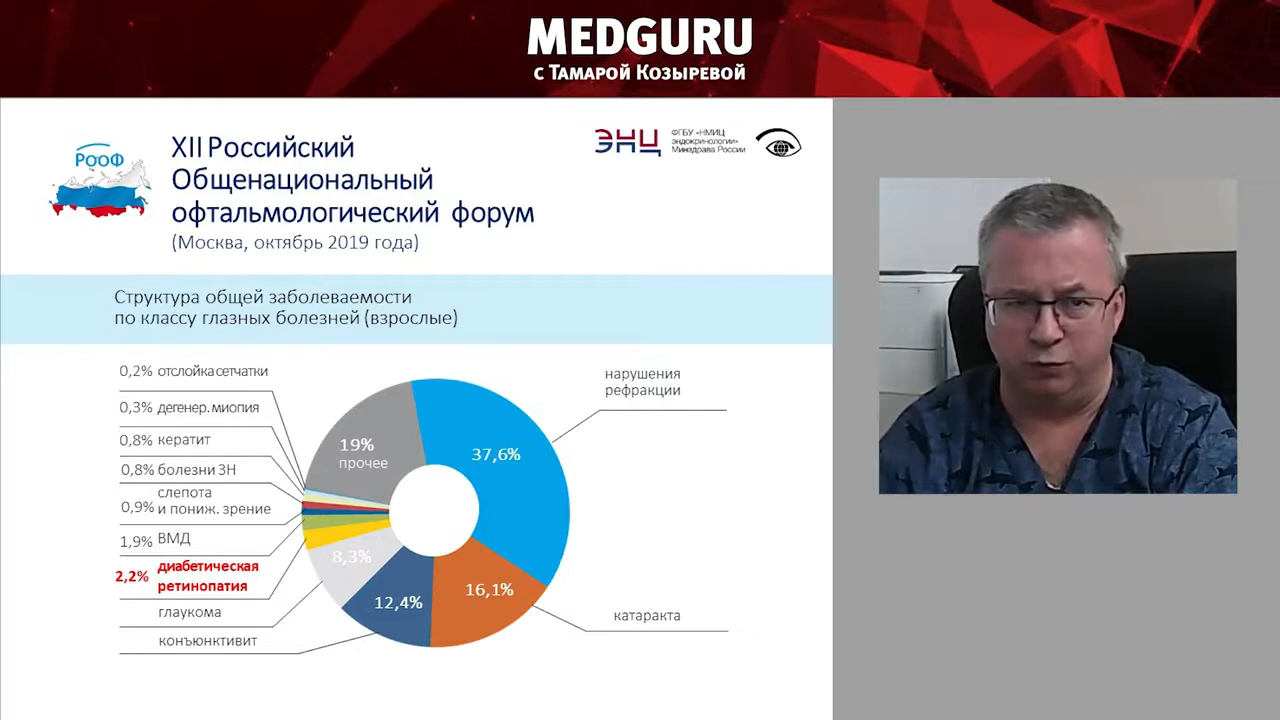 MEDGURU
с Тамарой Козыревой
РООФ
XII Российский
Общенациональный
офтальмологический форум
(Москва, октябрь 2019 года)
ЭНЦ
ФГБУ «НМИЦ
эндокринологии»
Минздрава России
Структура общей заболеваемости
по классу глазных болезней (взрослые)
0,2% отслойка сетчатки
0,3% дегенер. миопия
0,8% кератит
0,8% болезни ЗН
0,9% слепота
и пониж. зрение
1,9% ВМД
2,2% диабетическая
ретинопатия
глаукома
конъюнктивит
19%
прочее
37,6%
8,3%
12,4%
16,1%
нарушения
рефракции
катаракта